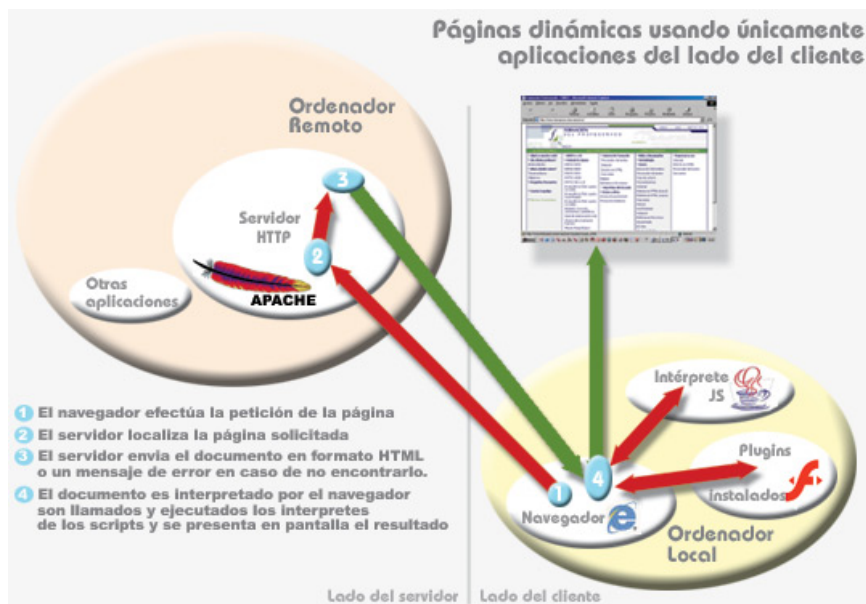 Páginas dinámicas usando únicamente
aplicaciones del lado del cliente
Ordenador
Remoto
3
Servidor
HTTP
2
APACHE
Otras
aplicaciones
Intérprete
JS
Plugins
instalados
4
1
Navegador
Ordenador
Local
1 El navegador efectúa la petición de la página
2 El servidor localiza la página solicitada
3 El servidor envia el documento en formato HTML
o un mensaje de error en caso de no encontrarlo.
4 El documento es interpretado por el navegador
son llamados y ejecutados los interpretes
de los scripts y se presenta en pantalla el resultado
Lado del servidor
Lado del cliente